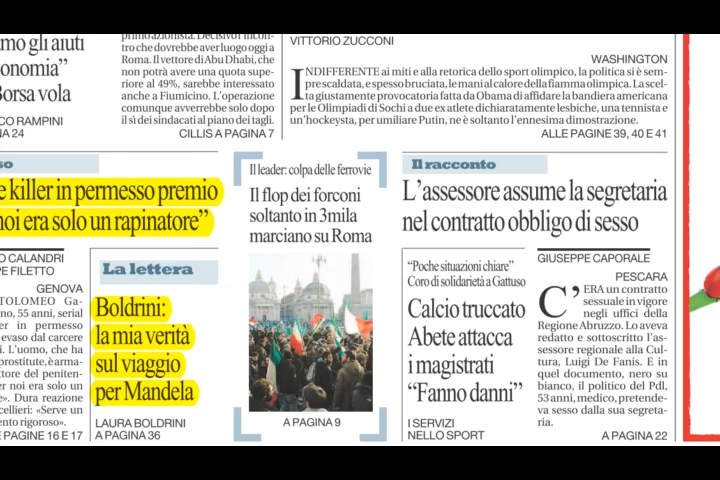 amo gli aiuti
onomia”
Borsa vola
CO RAMPINI
NA 24
primo azionista. Decisivo l’incon-
tro che dovrebbe aver luogo oggi a
Roma. Il vettore di Abu Dhabi, che
non potrà avere una quota supe-
riore al 49%, sarebbe interessato
anche a Fiumicino. L’operazione
comunque avverrebbe solo dopo
il sì dei sindacati al piano dei tagli.
CILLIS A PAGINA 7
VITTORIO ZUCCONI
WASHINGTON
INDIFFERENTE ai miti e alla retorica dello sport olimpico, la politica si è sem-
pre scaldata, e spesso bruciata, le mani al calore della fiamma olimpica. La scel-
ta giustamente provocatoria fatta da Obama di affidare la bandiera americana
per le Olimpiadi di Sochi a due ex atlete dichiaratamente lesbiche, una tennista e
un’hockeysta, per umiliare Putin, ne è soltanto l’ennesima dimostrazione.
ALLE PAGINE 39, 40 E 41
so
e killer in permesso premio
noi era solo un rapinatore”
O CALANDRI
PE FILETTO
GENOVA
TOLOMEO Ga-
no, 55 anni, serial
er in permesso
evaso dal carcere
i. L’uomo, che ha
prostitute, è arma-
ttore del peniten-
er noi era solo un
e». Dura reazione
cellieri: «Serve un
ento rigoroso».
E PAGINE 16 E 17
La lettera
Boldrini:
la mia verità
sul viaggio
per Mandela
LAURA BOLDRINI
A PAGINA 36
Il leader: colpa delle ferrovie
Il flop dei forconi
soltanto in 3mila
marciano su Roma
A PAGINA 9
Il racconto
L’assessore assume la segretaria
nel contratto obbligo di sesso
“Poche situazioni chiare”
Coro di solidarietà a Gattuso
Calcio truccato
Abete attacca
i magistrati
“Fanno danni”
I SERVIZI
NELLO SPORT
GIUSEPPE CAPORALE
PESCARA
C’ERA un contratto
sessuale in vigore
negli uffici della
Regione Abruzzo. Lo aveva
redatto e sottoscritto l’as-
sessore regionale alla Cul-
tura, Luigi De Fanis. E in
quel documento, nero su
bianco, il politico del Pdl,
53 anni, medico, pretende-
va sesso dalla sua segreta-
ria.
A PAGINA 22